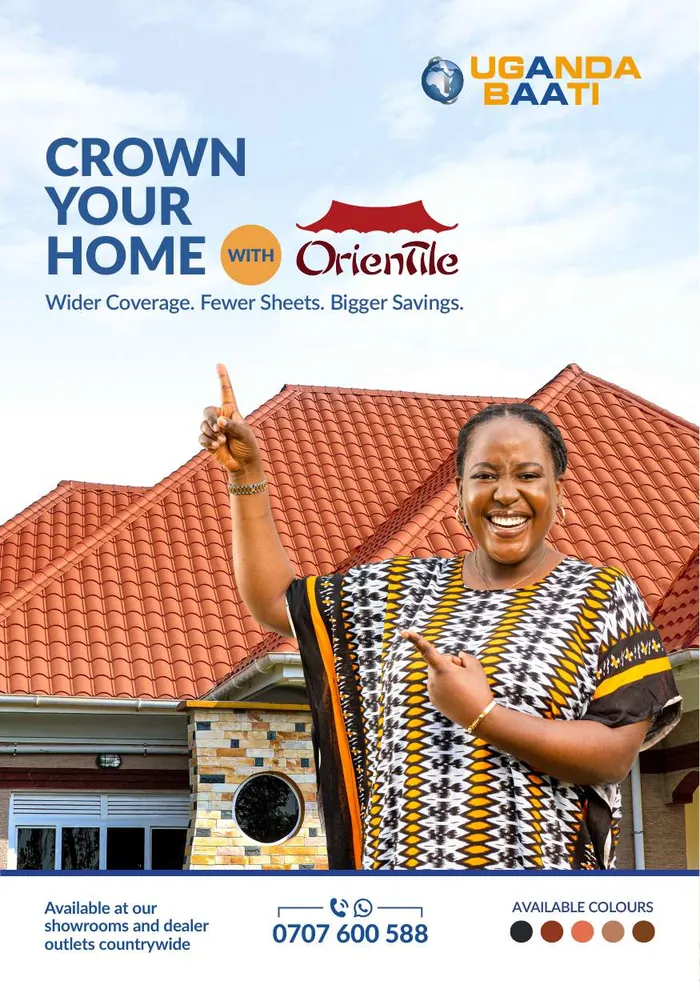 UGANDA
BAATI
CROWN
YOUR
HOME WITH OrienTile
Wider Coverage. Fewer Sheets. Bigger Savings.
Available at our
showrooms and dealer
outlets countrywide
0707 600 588
AVAILABLE COLOURS